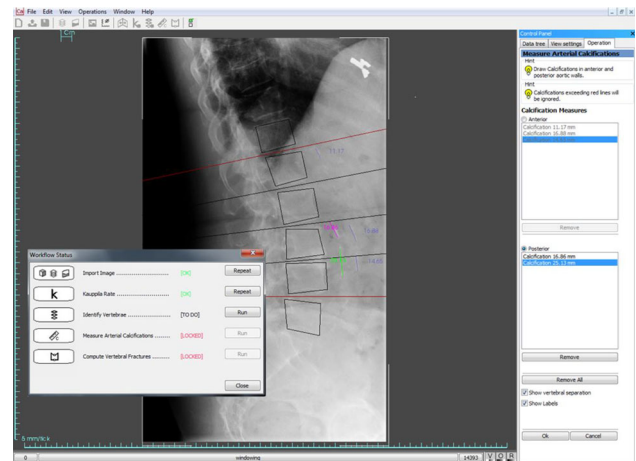 File Edit View Operations Window Help
Cm
Control Panel
Data tree View settings Operation
Measure Arterial Calcifications
Hint
Draw Calcifications in anterior and
posterior aortic walls.
Hint
Calcifications exceeding red lines will
be ignored.
Calcification Measures
Anterior
Calcification 11.17 mm
Calcification 16.88 mm
Remove
Posterior
Calcification 16.86 mm
Calcification 25.13 mm
Remove
Remove All
Show vertebral separation
Show Labels
Ok Cancel
11.17
Workflow Status
Import Image [OK] Repeat
k Kauppila Rate [OK] Repeat
Identify Vertebrae [TO DO] Run
Measure Arterial Calcifications [LOCKED] Run
Compute Vertebral Fractures [LOCKED] Run
Close
5 mm/tick
0 windowing 14393 V O R